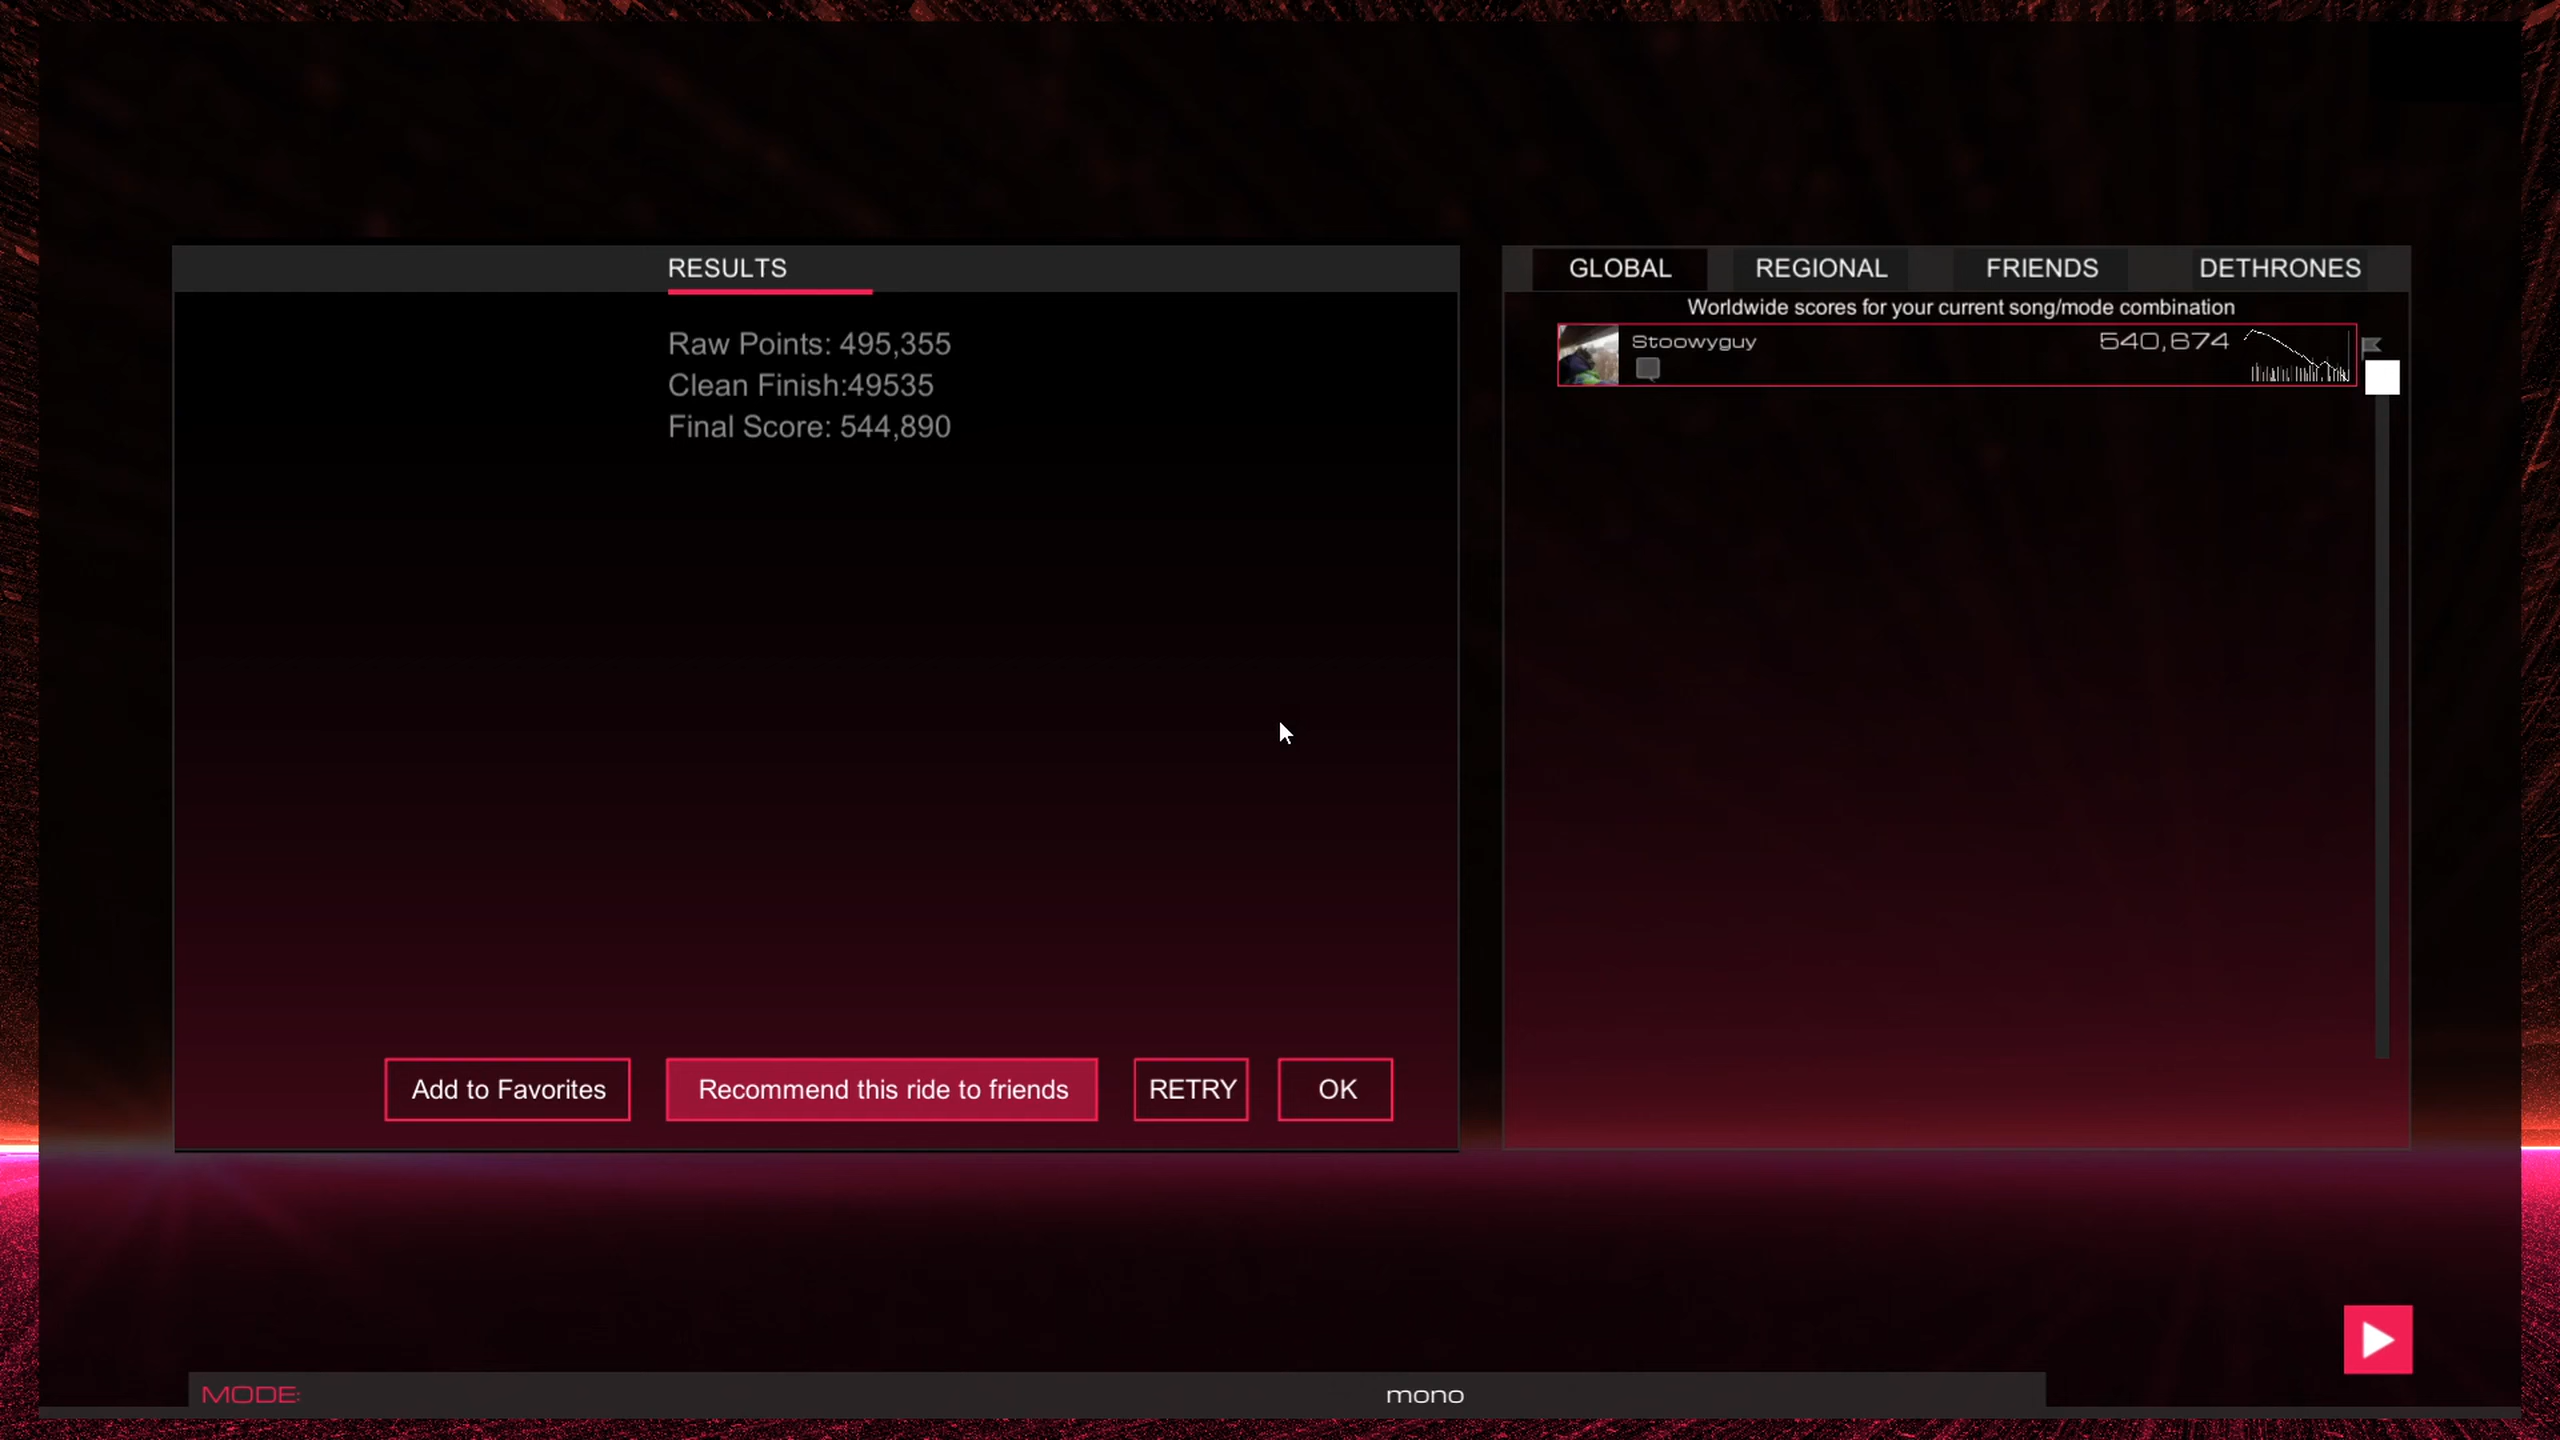 RESULTS
Raw Points: 495,355
Clean Finish:49535
Final Score: 544,890
Add to Favorites
Recommend this ride to friends
RETRY
OK
GLOBAL
REGIONAL
FRIENDS
DETHRONES
Worldwide scores for your current song/mode combination
Stoowyguy
540,674
MODE:
mono